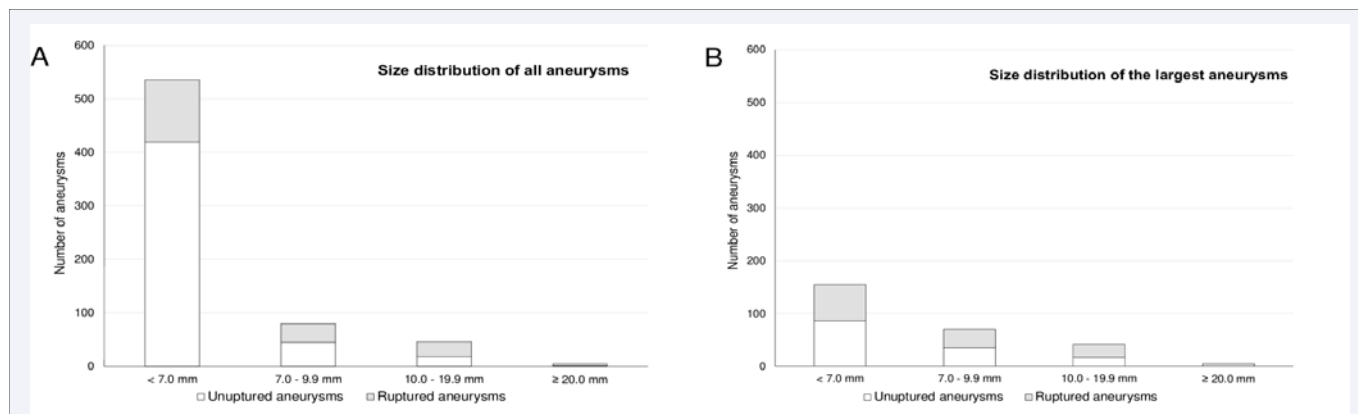 A
Size distribution of all aneurysms
Number of aneurysms
600
500
400
300
200
100
0
< 7.0 mm
7.0 - 9.9 mm
10.0 - 19.9 mm
≥ 20.0 mm
Unuptured aneurysms
Ruptured aneurysms
B
Size distribution of the largest aneurysms
Number of aneurysms
600
500
400
300
200
100
0
< 7.0 mm
7.0 - 9.9 mm
10.0 - 19.9 mm
≥ 20.0 mm
Unuptured aneurysms
Ruptured aneurysms